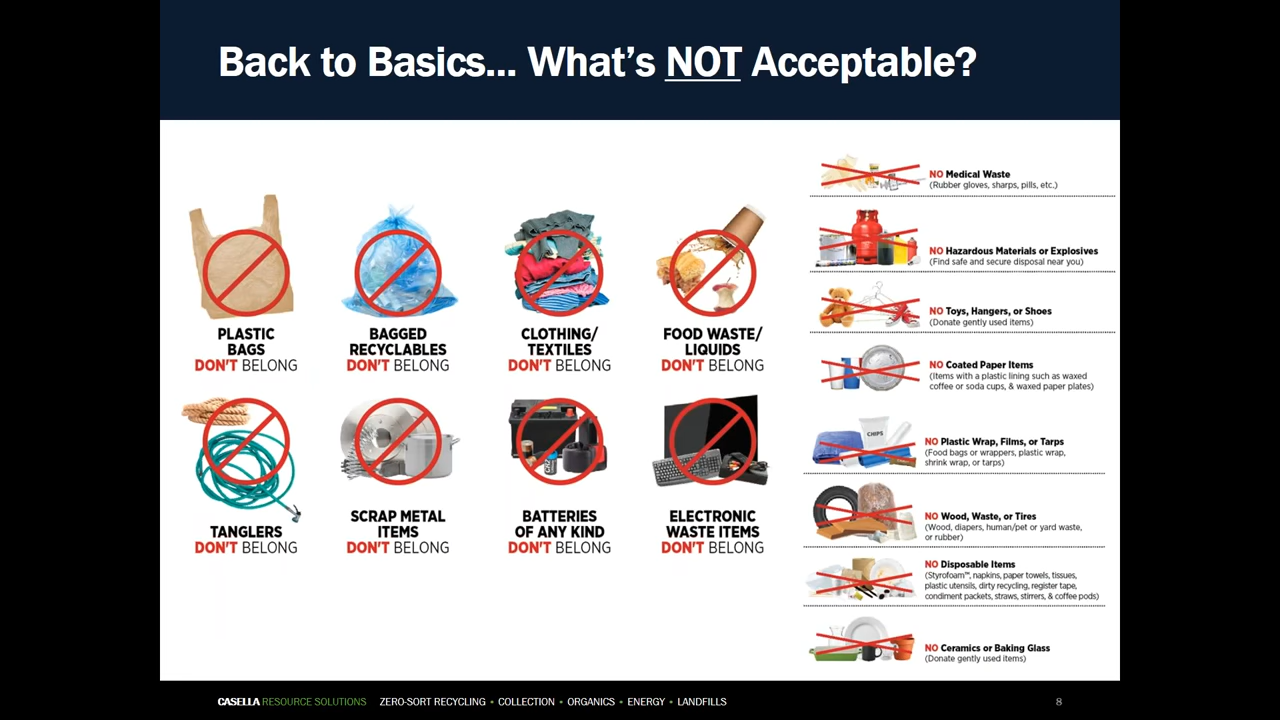 Back to Basics... What's NOT Acceptable?
PLASTIC
BAGS
DON'T BELONG
BAGGED
RECYCLABLES
DON'T BELONG
CLOTHING/
TEXTILES
DON'T BELONG
FOOD WASTE/
LIQUIDS
DON'T BELONG
TANGLERS
DON'T BELONG
SCRAP METAL
ITEMS
DON'T BELONG
BATTERIES
OF ANY KIND
DON'T BELONG
ELECTRONIC
WASTE ITEMS
DON'T BELONG
NO Medical Waste
(Rubber gloves, sharps, pills, etc.)
NO Hazardous Materials or Explosives
(Find safe and secure disposal near you)
NO Toys, Hangers, or Shoes
(Donate gently used items)
NO Coated Paper Items
(Items with a plastic lining such as waxed
coffee or soda cups, & waxed paper plates)
CHIPS
NO Plastic Wrap, Films, or Tarps
(Food bags or wrappers, plastic wrap,
shrink wrap, or tarps)
NO Wood, Waste, or Tires
(Wood, diapers, human/pet or yard waste,
or rubber)
NO Disposable Items
(Styrofoam™, napkins, paper towels, tissues,
plastic utensils, dirty recycling, register tape,
condiment packets, straws, stirrers, & coffee pods)
NO Ceramics or Baking Glass
(Donate gently used items)
CASELLA RESOURCE SOLUTIONS ZERO-SORT RECYCLING • COLLECTION • ORGANICS • ENERGY • LANDFILLS 8